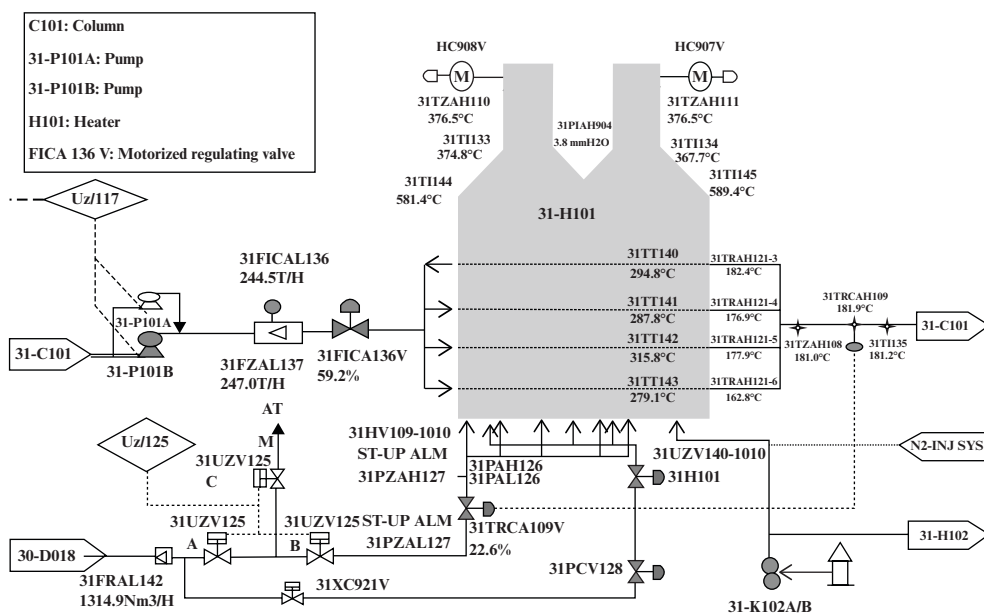 C101: Column
31-P101A: Pump
31-P101B: Pump
H101: Heater
FICA 136 V: Motorized regulating valve
HC908V
HC907V
M
M
31TZAH110
376.5°C
31TZAH111
376.5°C
31PIAH904
3.8 mmH2O
31TI133
374.8°C
31TI134
367.7°C
31TI144
581.4°C
31TI145
589.4°C
Uz/117
31-H101
31FICAL136
244.5T/H
31TT140
294.8°C
31TRAH121-3
182.4°C
31TT141
287.8°C
31TRAH121-4
176.9°C
31TRCAH109
181.9°C
31-P101A
31-C101
31-C101
31TT142
315.8°C
31TRAH121-5
177.9°C
31TZAH108
181.0°C
31TI135
181.2°C
31-P101B
31FZAL137
247.0T/H
31FICA136V
59.2%
31TT143
279.1°C
31TRAH121-6
162.8°C
AT
M
Uz/125
31UZV125
C
31HV109-1010
ST-UP ALM
31PZAH127
31PAH126
31PAL126
31UZV140-1010
31H101
N2-INJ SYS
31UZV125
A
31UZV125
B
ST-UP ALM
31PZAL127
31TRCA109V
22.6%
30-D018
31-H102
31FRAL142
1314.9Nm3/H
31XC921V
31PCV128
31-K102A/B